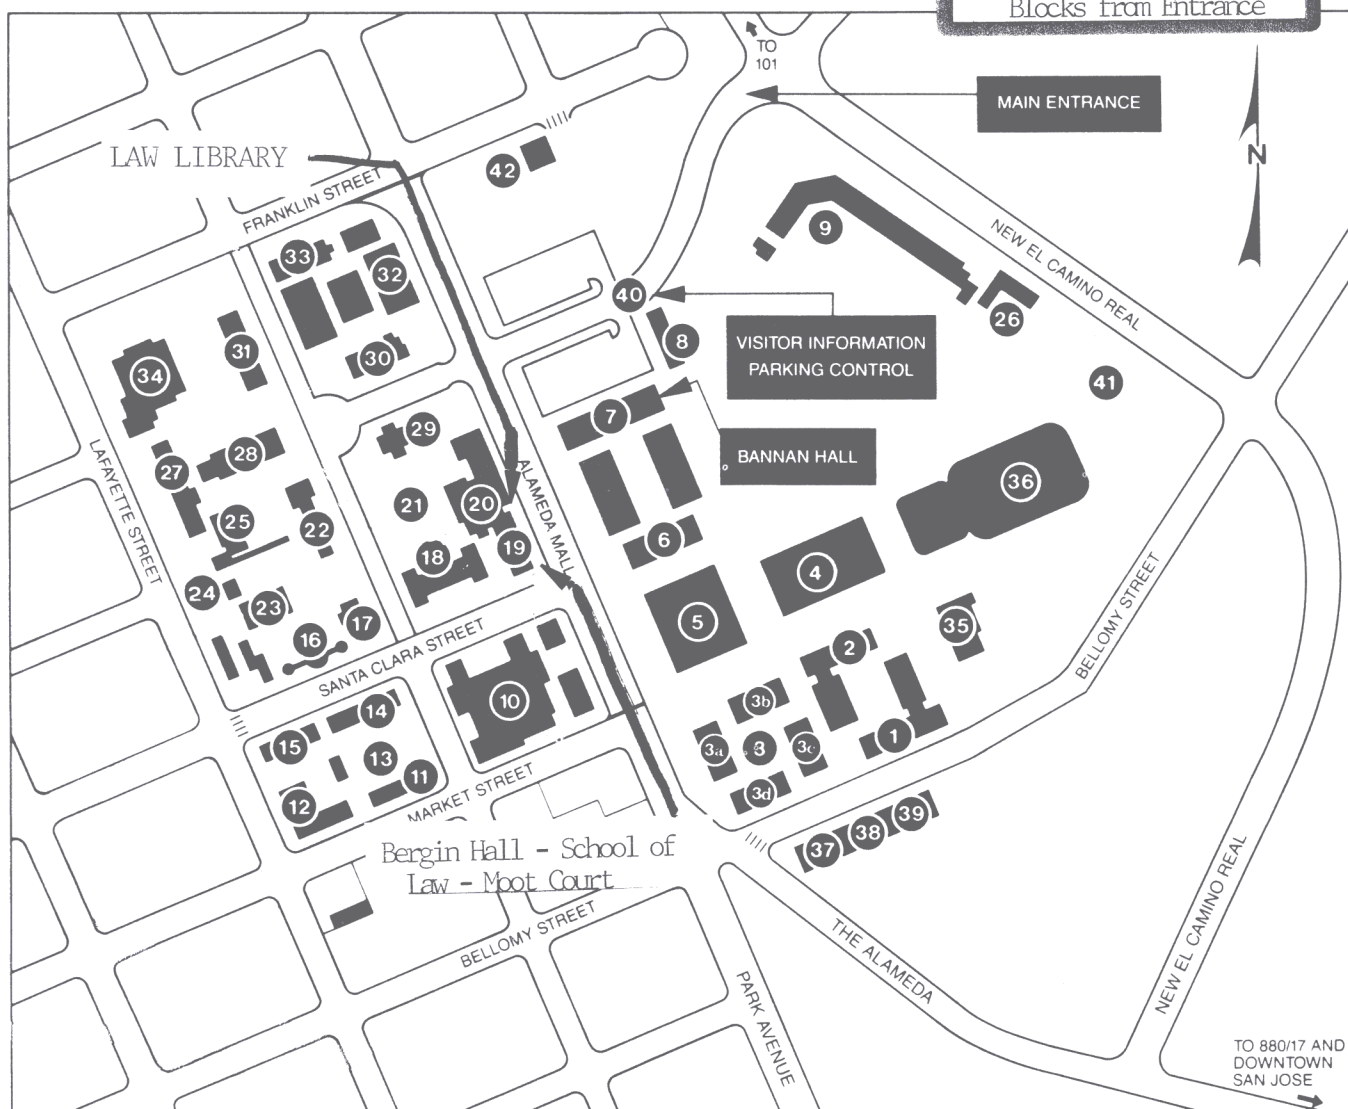 Blocks from Entrance
TO
101
MAIN ENTRANCE
N
LAW LIBRARY
42
FRANKLIN STREET
9
NEW EL CAMINO REAL
33
32
40
26
VISITOR INFORMATION
PARKING CONTROL
8
31
30
34
41
7
29
BANNAN HALL
28
27
LAFAYETTE STREET
ALAMEDA MALL
36
21
20
25
22
6
19
18
4
24
23
17
16
5
35
BELLOMY STREET
SANTA CLARA STREET
2
10
3b
14
15
13
3a
3
3c
1
11
12
3d
MARKET STREET
39
38
37
Bergin Hall - School of
Law - Moot Court
BELLOMY STREET
THE ALAMEDA
NEW EL CAMINO REAL
PARK AVENUE
TO 880/17 AND
DOWNTOWN
SAN JOSE